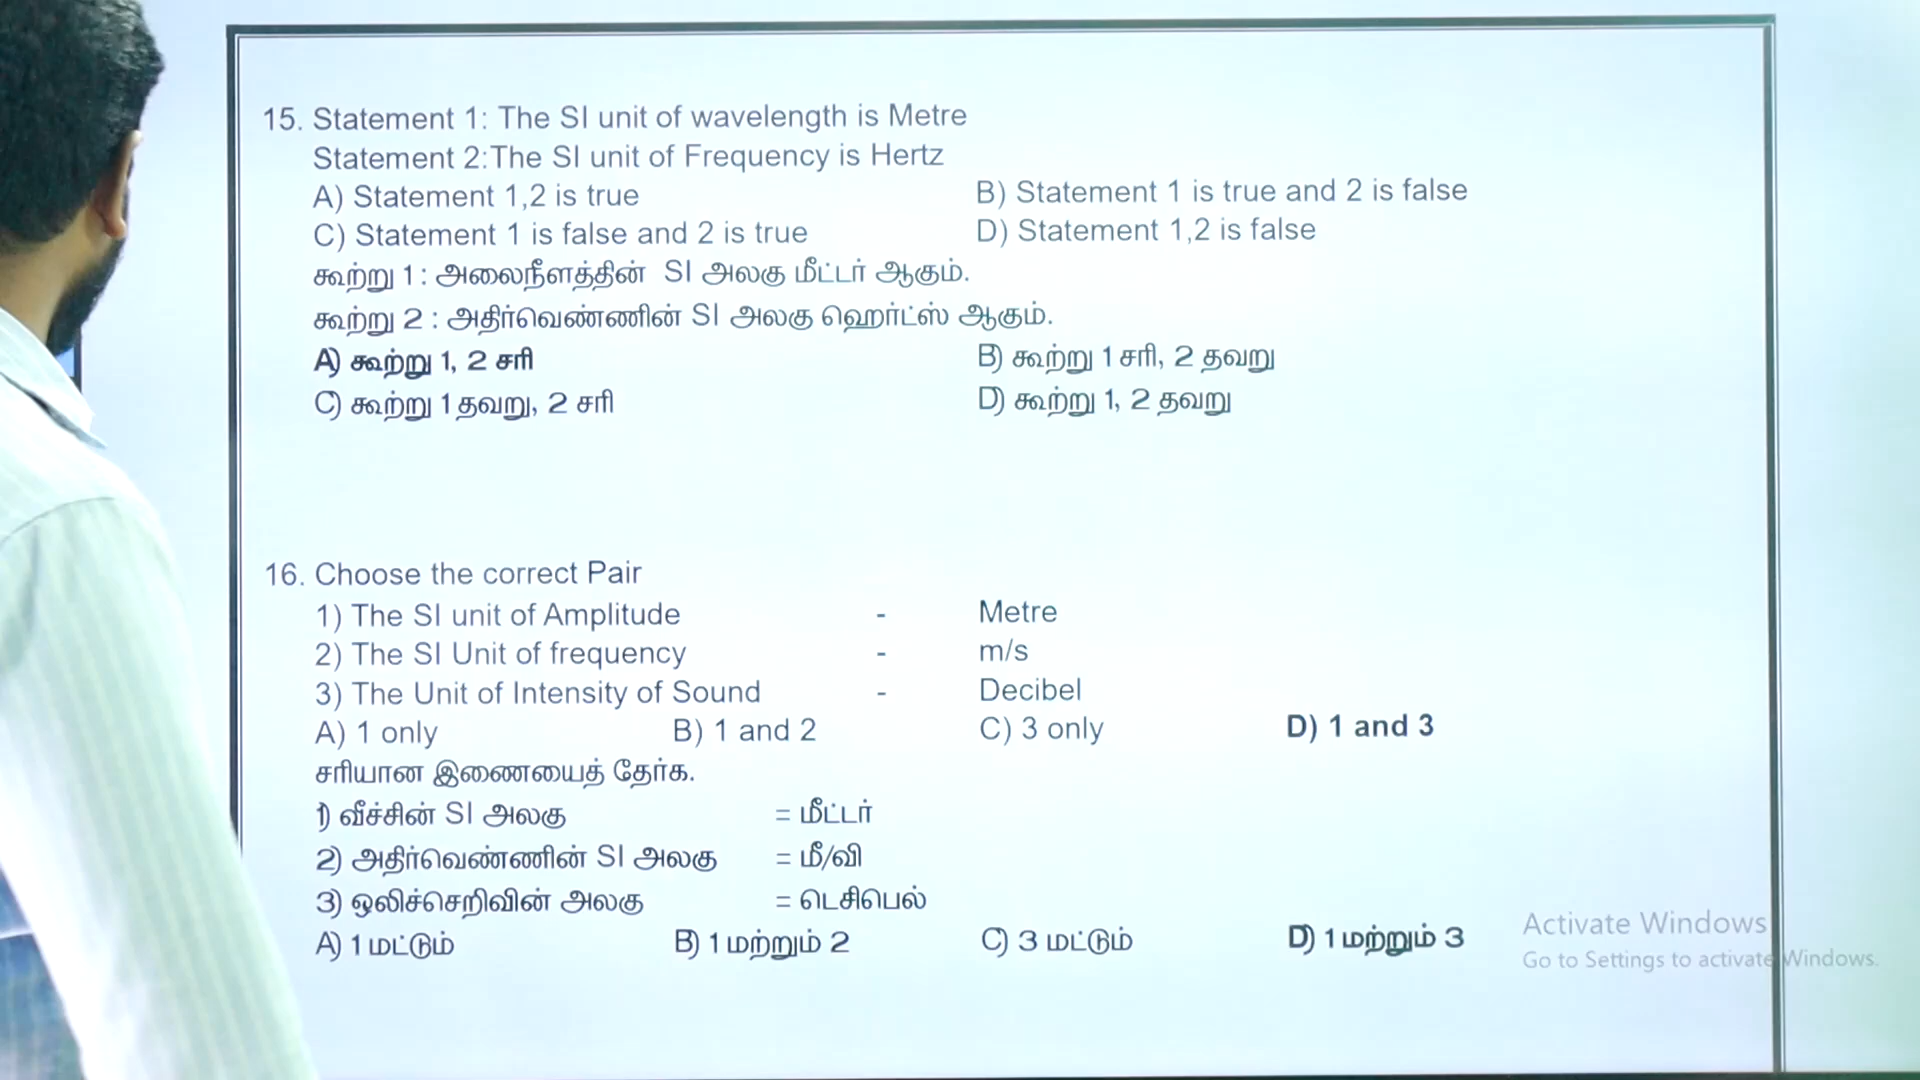 15. Statement 1: The SI unit of wavelength is Metre
Statement 2:The SI unit of Frequency is Hertz
A) Statement 1,2 is true B) Statement 1 is true and 2 is false
C) Statement 1 is false and 2 is true D) Statement 1,2 is false
கூற்று 1 : அலைநீளத்தின் SI அலகு மீட்டர் ஆகும்.
கூற்று 2 : அதிர்வெண்ணின் SI அலகு ஹெர்ட்ஸ் ஆகும்.
A) கூற்று 1, 2 சரி B) கூற்று 1 சரி, 2 தவறு
C) கூற்று 1 தவறு, 2 சரி D) கூற்று 1, 2 தவறு
16. Choose the correct Pair
1) The SI unit of Amplitude - Metre
2) The SI Unit of frequency - m/s
3) The Unit of Intensity of Sound - Decibel
A) 1 only B) 1 and 2 C) 3 only D) 1 and 3
சரியான இணையைத் தேர்க.
1) வீச்சின் SI அலகு = மீட்டர்
2) அதிர்வெண்ணின் SI அலகு = மீ/வி
3) ஒலிச்செறிவின் அலகு = டெசிபெல்
A) 1 மட்டும் B) 1 மற்றும் 2 C) 3 மட்டும் D) 1 மற்றும் 3
Activate Windows
Go to Settings to activate Windows.